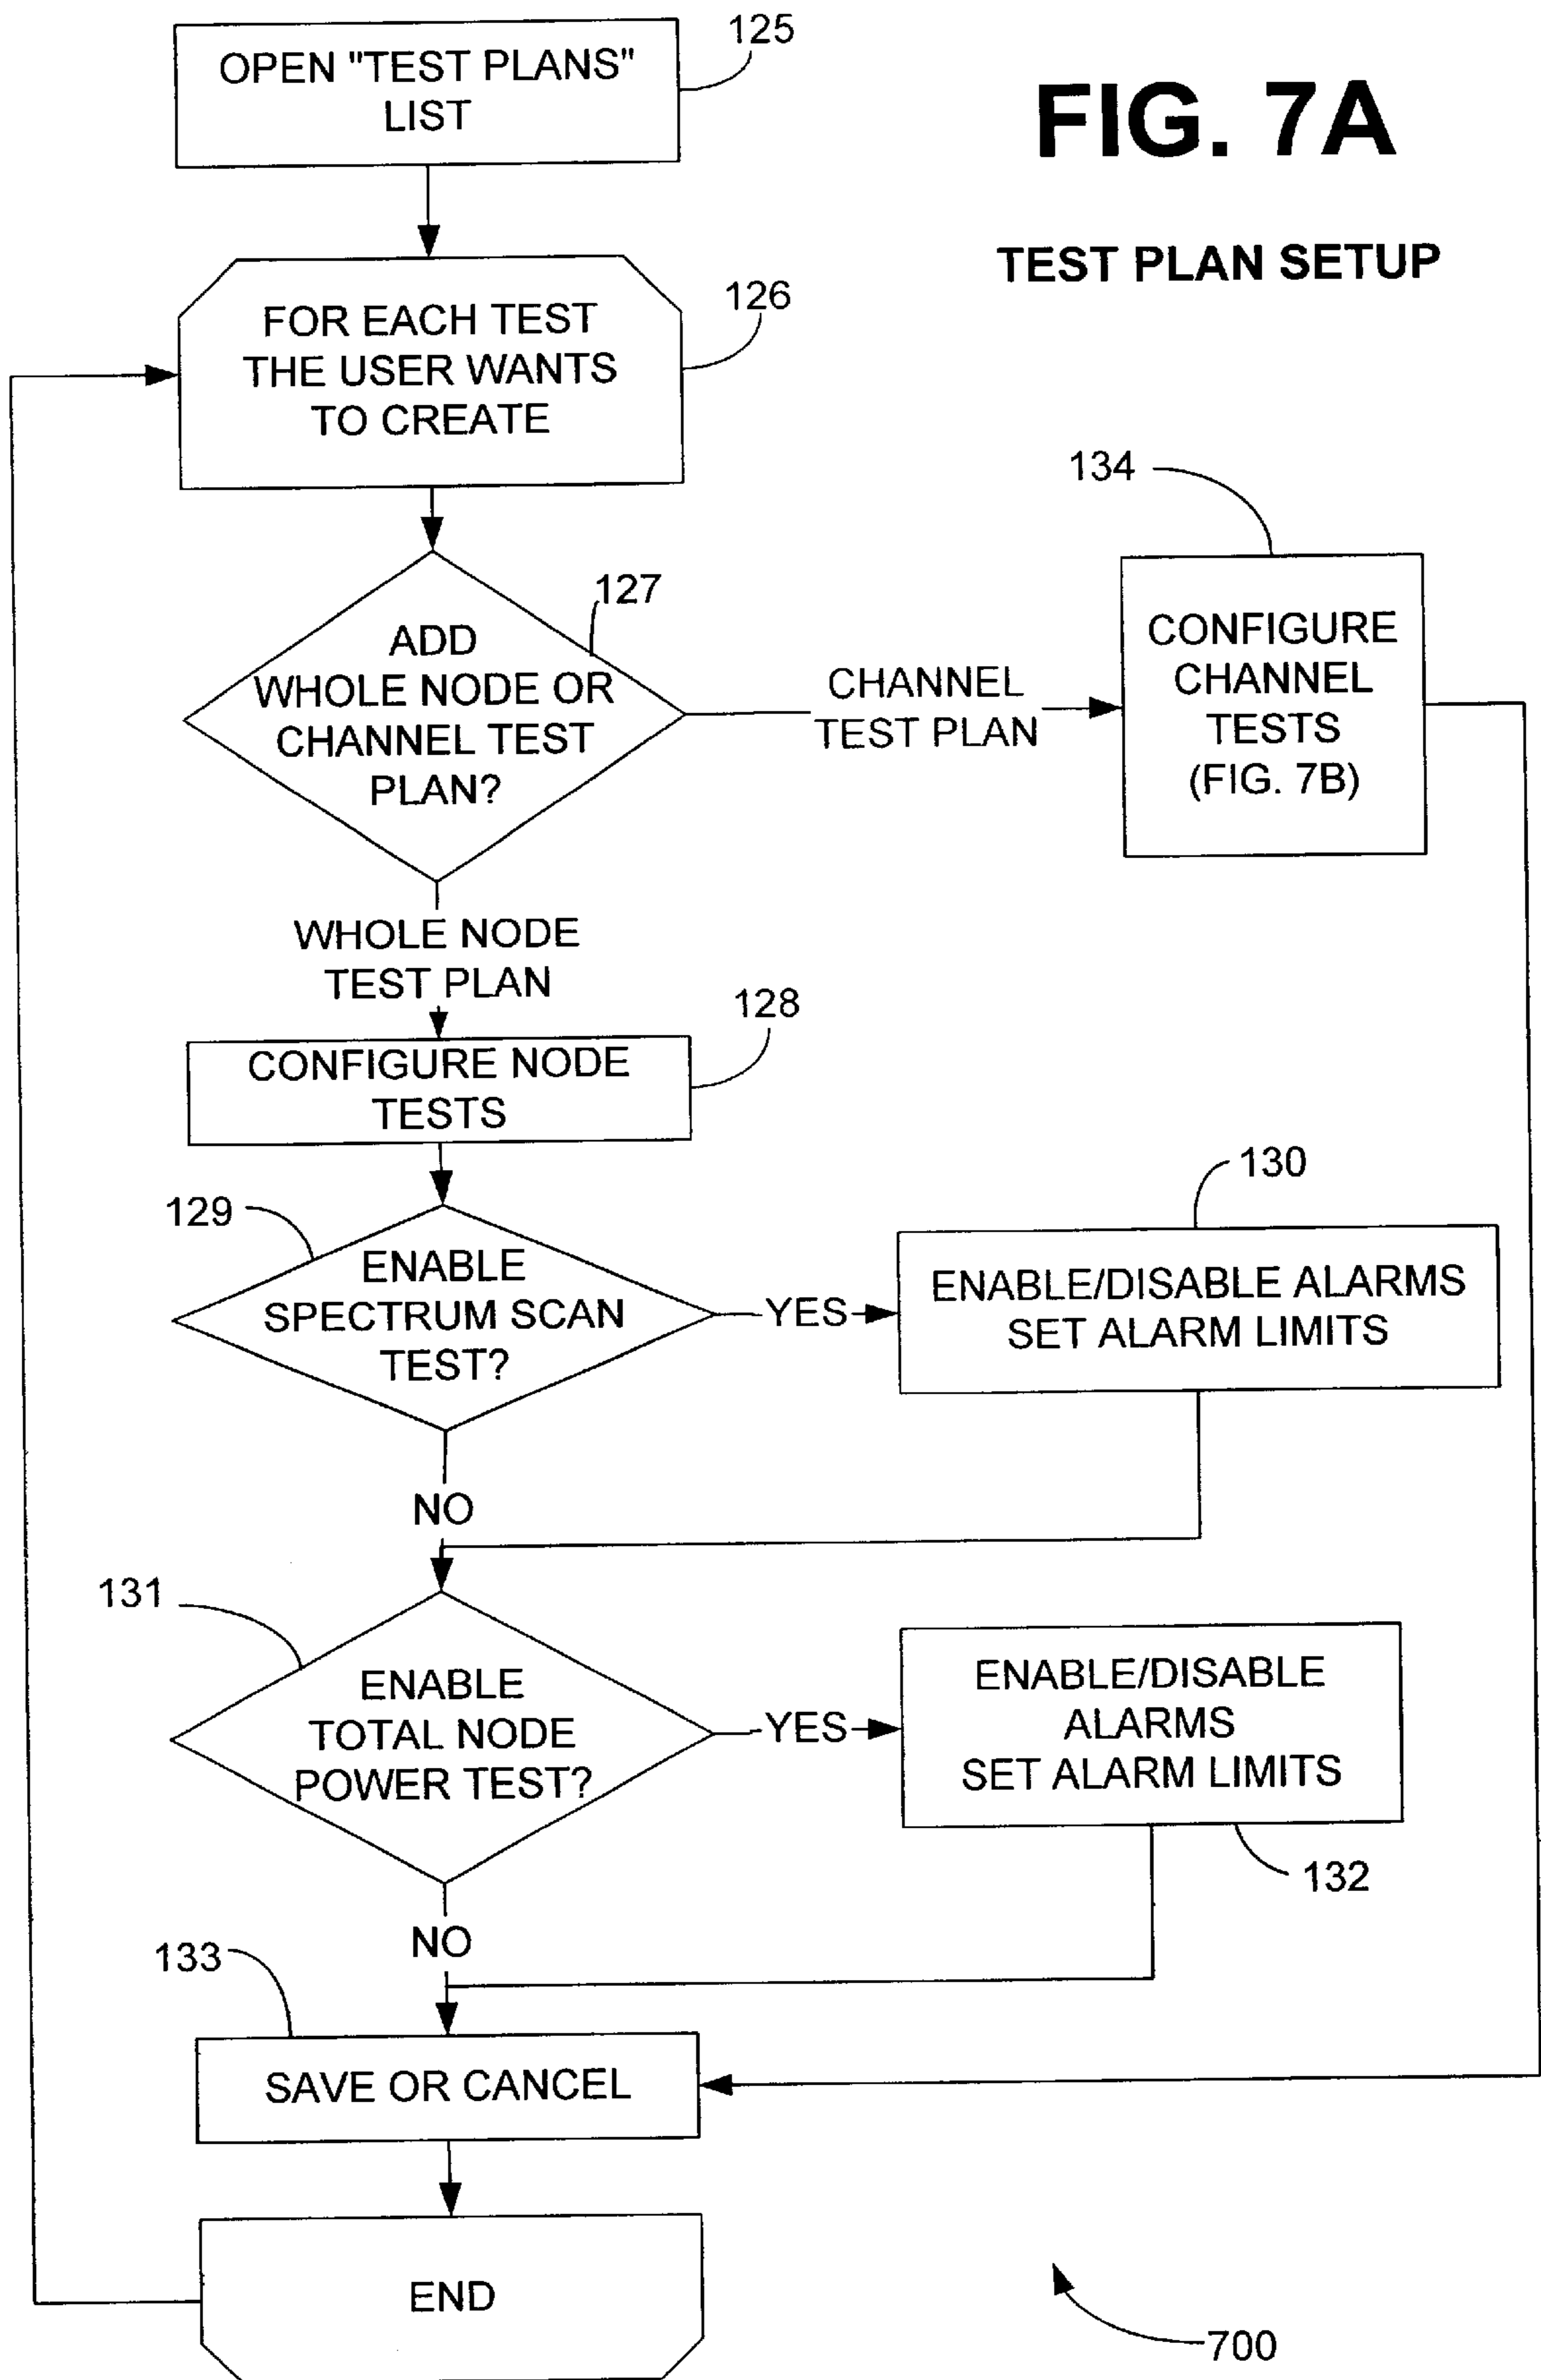 125
OPEN "TEST PLANS"
LIST
FIG. 7A
TEST PLAN SETUP
126
FOR EACH TEST
THE USER WANTS
TO CREATE
134
127
ADD
WHOLE NODE OR
CHANNEL TEST
PLAN?
CHANNEL
TEST PLAN
CONFIGURE
CHANNEL
TESTS
(FIG. 7B)
WHOLE NODE
TEST PLAN
128
CONFIGURE NODE
TESTS
129
ENABLE
SPECTRUM SCAN
TEST?
YES
130
ENABLE/DISABLE ALARMS
SET ALARM LIMITS
NO
131
ENABLE
TOTAL NODE
POWER TEST?
YES
ENABLE/DISABLE
ALARMS
SET ALARM LIMITS
132
NO
133
SAVE OR CANCEL
END
700